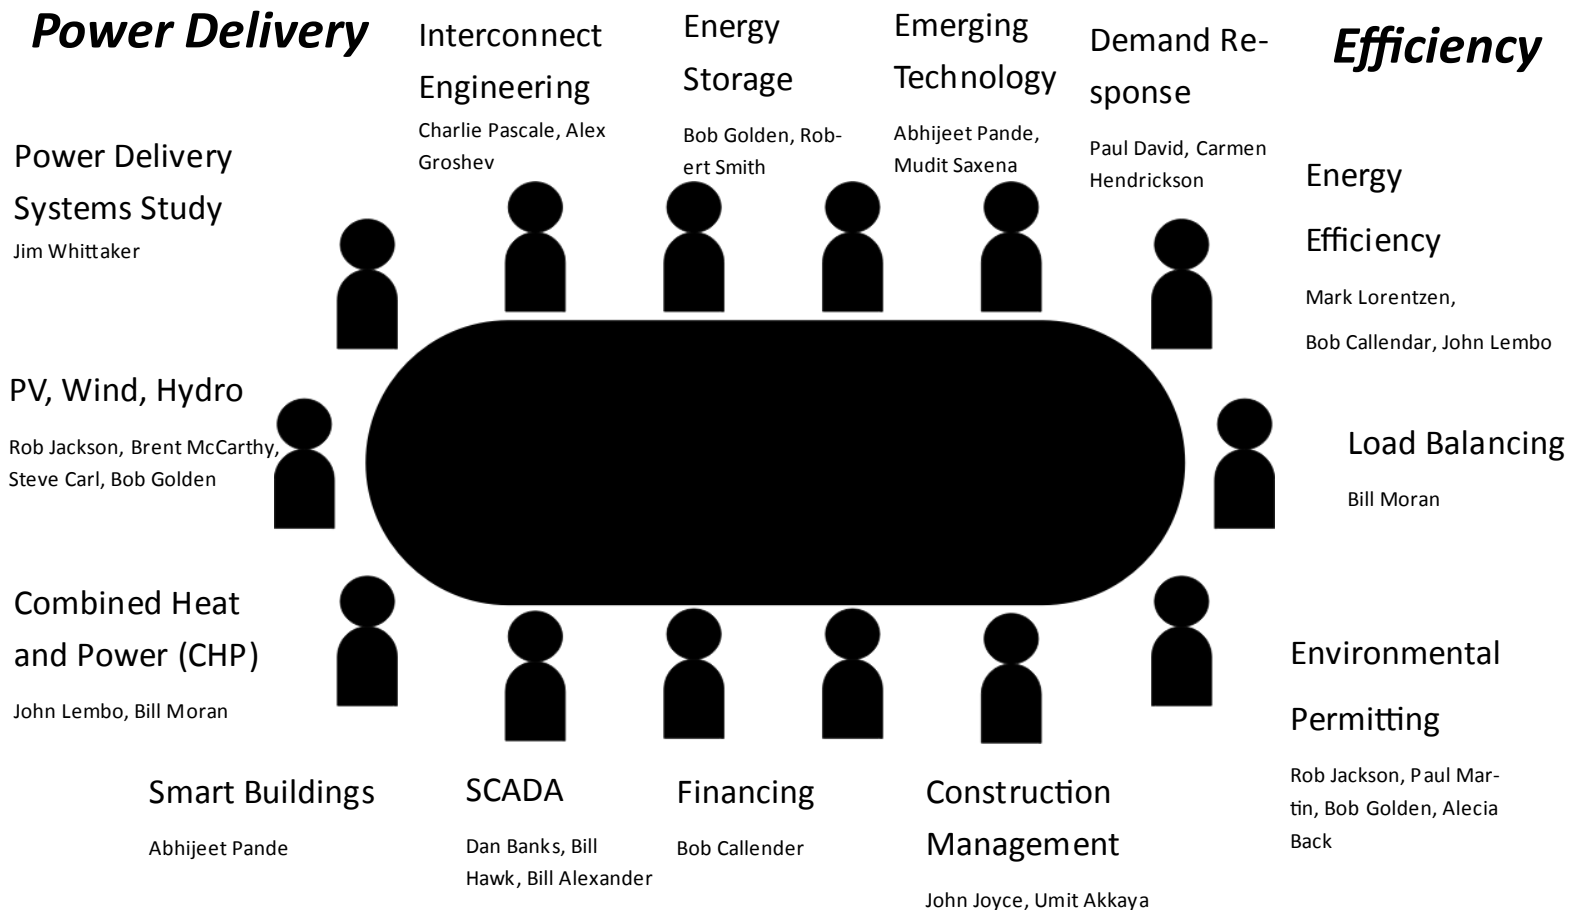 Power Delivery
Efficiency
Interconnect
Engineering
Charlie Pascale, Alex
Groshev
Energy
Storage
Bob Golden, Rob-
ert Smith
Emerging
Technology
Abhijeet Pande,
Mudit Saxena
Demand Re-
sponse
Paul David, Carmen
Hendrickson
Power Delivery
Systems Study
Jim Whittaker
Energy
Efficiency
Mark Lorentzen,
Bob Callendar, John Lembo
PV, Wind, Hydro
Rob Jackson, Brent McCarthy,
Steve Carl, Bob Golden
Load Balancing
Bill Moran
Combined Heat
and Power (CHP)
John Lembo, Bill Moran
Environmental
Permitting
Rob Jackson, Paul Mar-
tin, Bob Golden, Alecia
Back
Smart Buildings
Abhijeet Pande
SCADA
Dan Banks, Bill
Hawk, Bill Alexander
Financing
Bob Callender
Construction
Management
John Joyce, Umit Akkaya